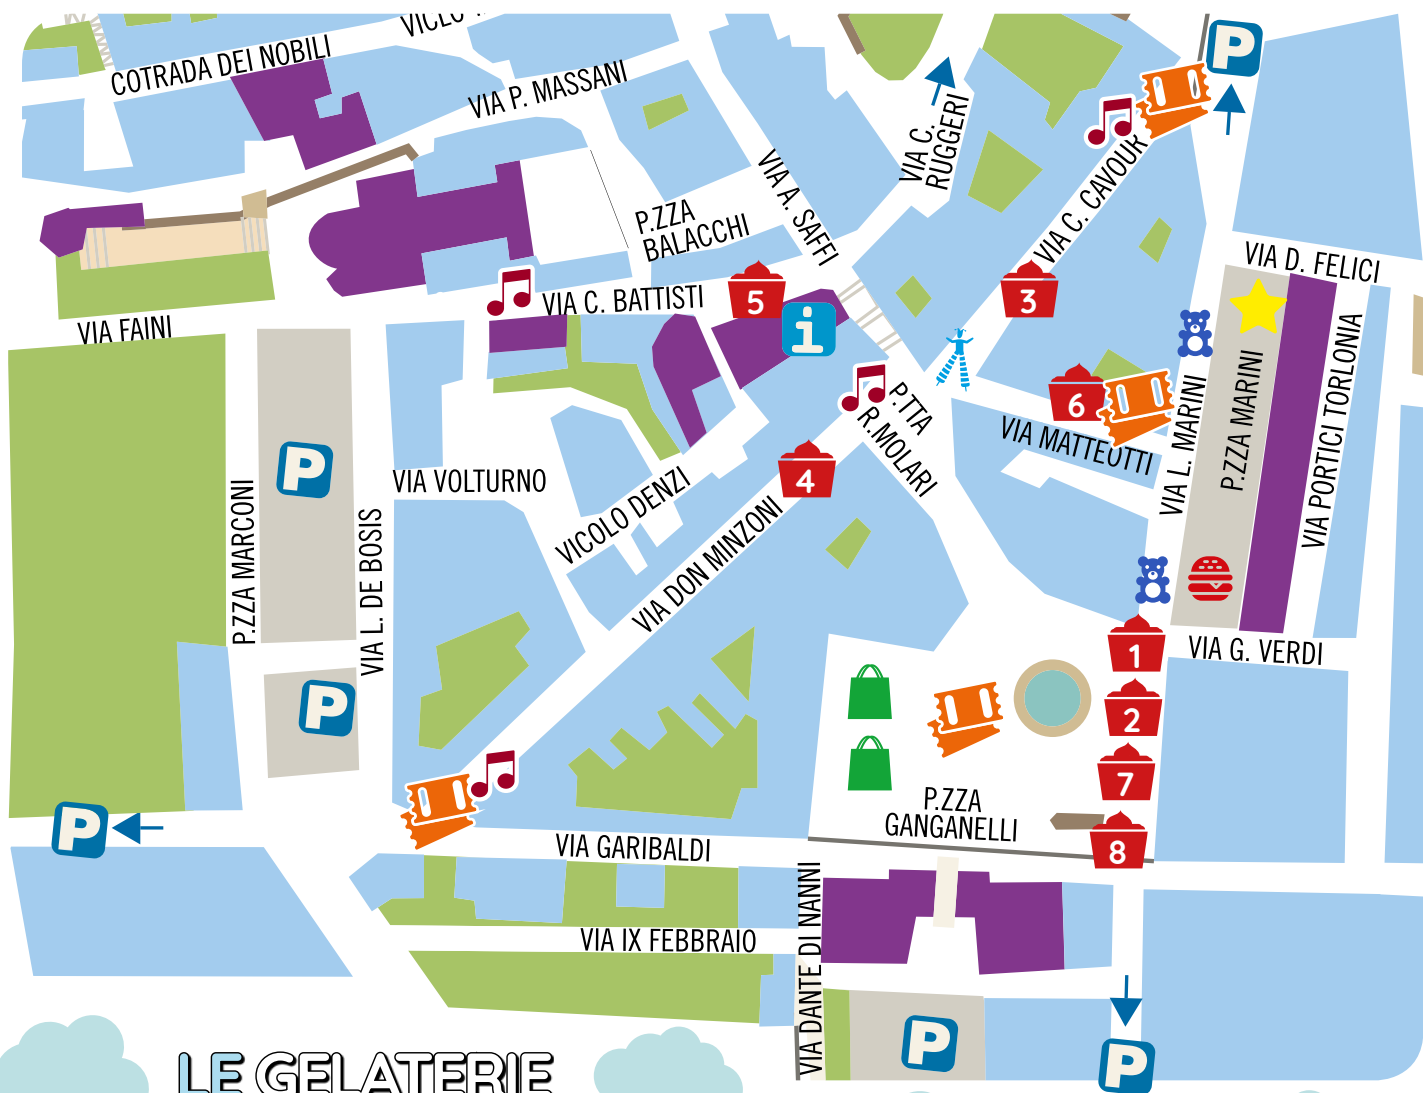 COTRADA DEI NOBILI
VIA P. MASSANI
VIA C.
RUGGERI
P
VIA A. SAFFI
VIA C. CAVOUR
P.ZZA
BALACCHI
VIA D. FELICI
VIA C. BATTISTI
5
i
3
VIA FAINI
P.ZZA MARINI
VIA L. MARINI
VIA PORTICI TORLONIA
P.TTA
R.MOLARI
6
VIA MATTEOTTI
P
4
VIA VOLTURNO
VICOLO DENZI
P.ZZA MARCONI
VIA L. DE BOSIS
VIA DON MINZONI
1
VIA G. VERDI
P
2
7
P.ZZA
GANGANELLI
8
P
VIA GARIBALDI
VIA IX FEBBRAIO
VIA DANTE DI NANNI
P
P
LE GELATERIE